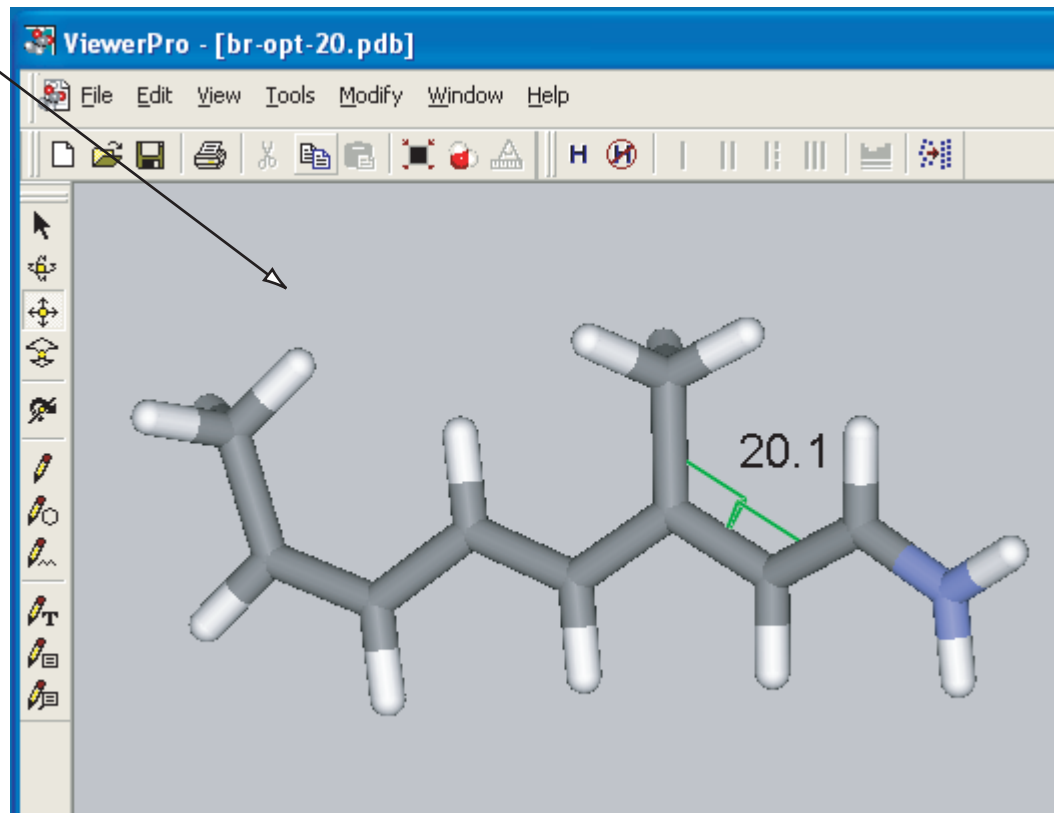 ViewerPro - [br-opt-20.pdb]
File Edit View Tools Modify Window Help
H H
T
20.1